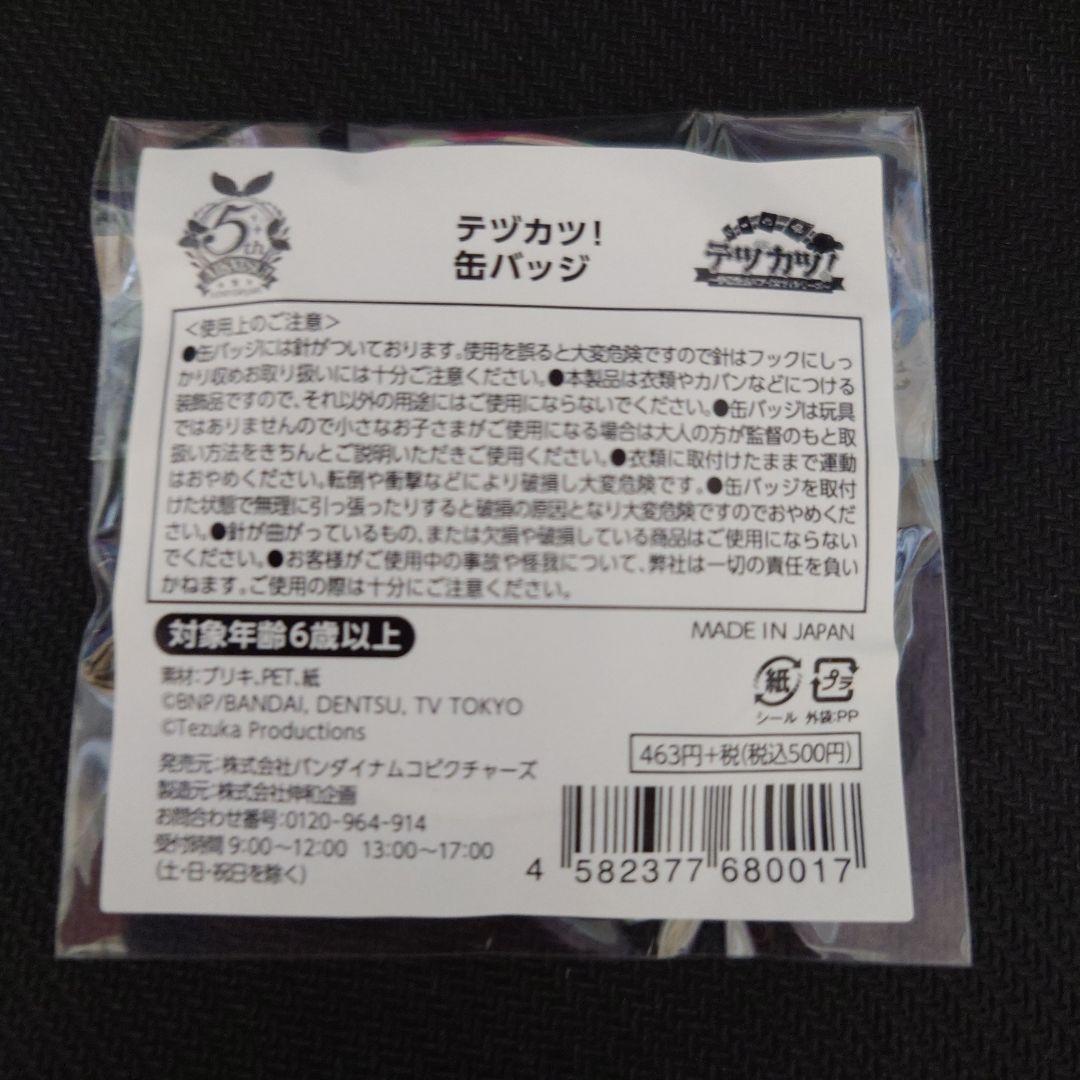 5th
テヅカツ!
缶バッジ
テヅカツ!
<使用上のご注意>
●缶バッジには針がついております。使用を誤ると大変危険ですので針はフックにしっ
かり収めお取り扱いには十分ご注意ください。●本製品は衣類やカバンなどにつける
装飾品ですので、それ以外の用途にはご使用にならないでください。●缶バッジは玩具
ではありませんので小さなお子さまがご使用になる場合は大人の方が監督のもと取
扱い方法をきちんとご説明いただきご使用ください。●衣類に取付けたままで運動
はおやめください。転倒や衝撃などにより破損し大変危険です。●缶バッジを取付
けた状態で無理に引っ張ったりすると破損の原因となり大変危険ですのでおやめくだ
さい。●針が曲がっているもの、または欠損や破損している商品はご使用にならない
でください。●お客様がご使用中の事故や怪我について、弊社は一切の責任を負い
かねます。ご使用の際は十分にご注意ください。
対象年齢6歳以上
MADE IN JAPAN
素材:ブリキ、PET、紙
©BNP/BANDAI, DENTSU, TV TOKYO
©Tezuka Productions
紙 プラ
シール 外袋:PP
463円+税(税込500円)
発売元:株式会社バンダイナムコピクチャーズ
製造元:株式会社伸和企画
お問合わせ番号:0120-964-914
受付時間 9:00〜12:00 13:00〜17:00
(土・日・祝日を除く)
4 582377 680017